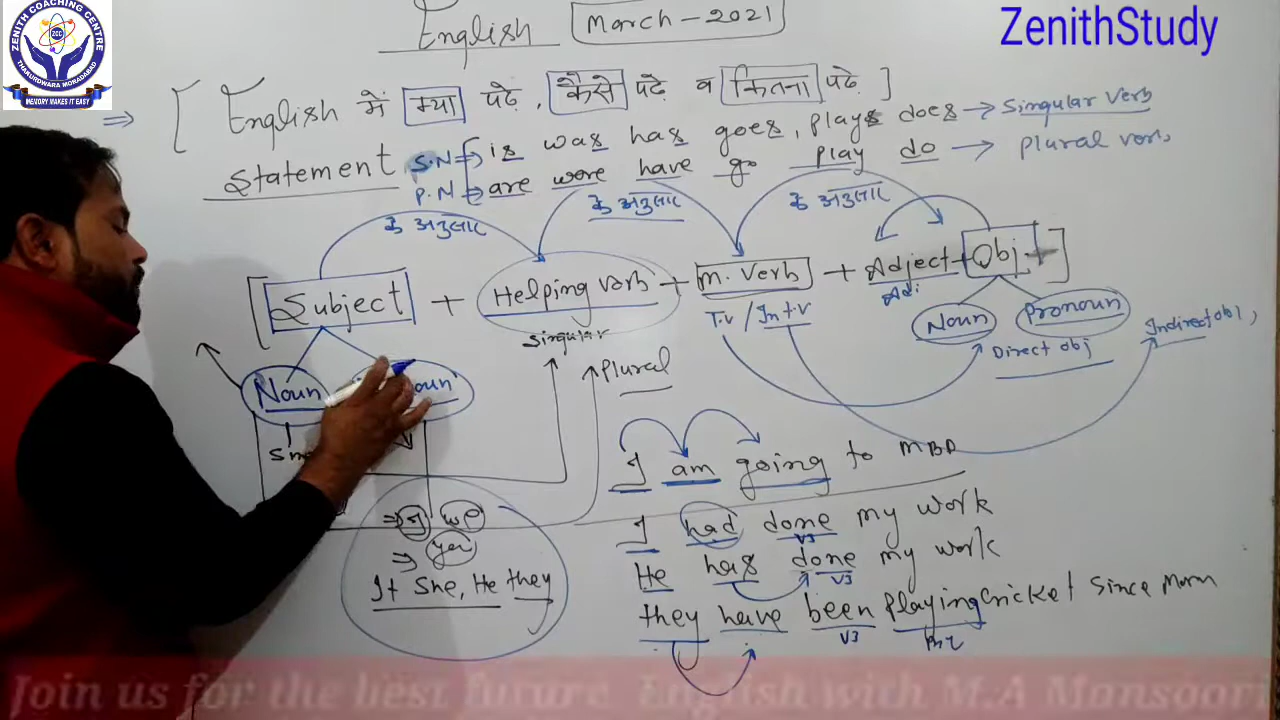 ZENITH COACHING CENTRE
ZCC
THAKURDWARA MORADABAD
MEMORY MAKES IT EASY
ZenithStudy
English March-2021
⇒ [ English में क्या पढे, कैसे पढे व कितना पढे ]
Statement
S.N → is was has goes, plays does → Singular Verb
P.N → are were have go play do → plural
के अनुसार के अनुसार के अनुसार
[ Subject + Helping verb + M. Verb + Adject + Obj + ]
Adj
Singular T.V / In t.v Noun Pronoun
Direct obj Indirect obj,
Plural
Noun
I am going to MBD
⇒ I we
I had done my work
V3
⇒ you
He has done my work
V3
It She, He they
they have been playing cricket since morn
V3
Join us for the best future English with M.A Mansoori